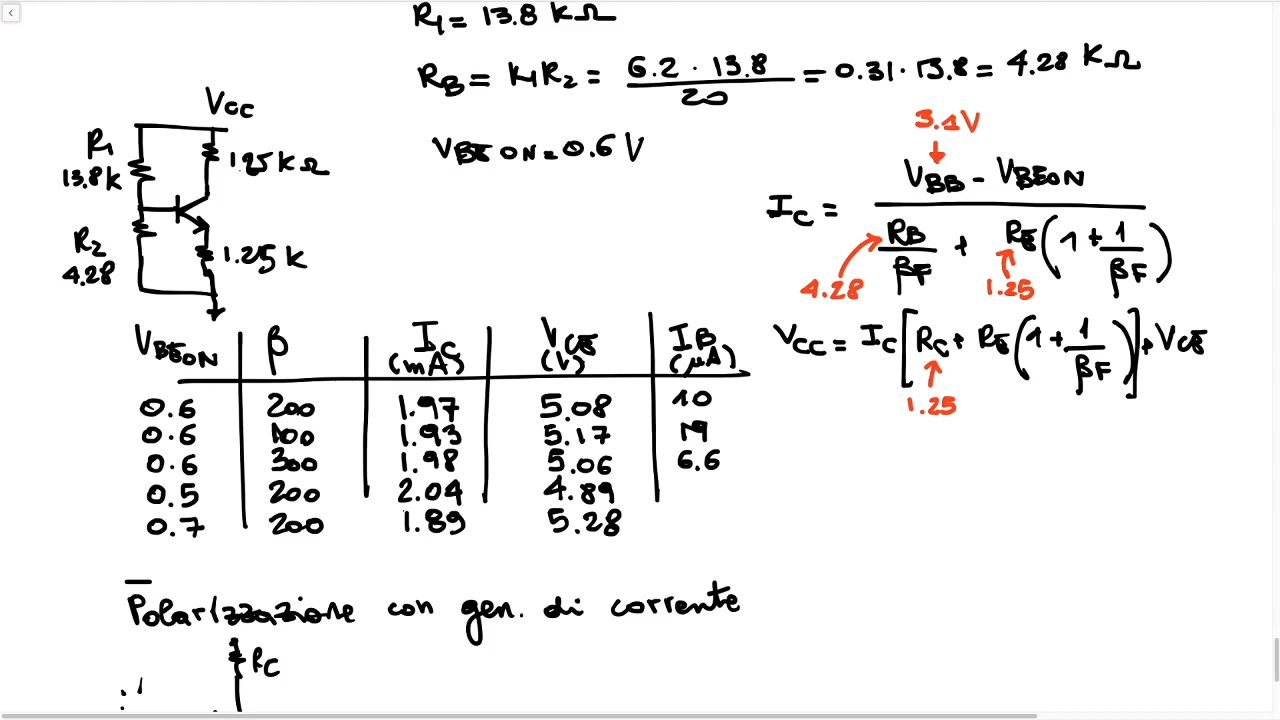 R1 = 13.8 kΩ
RB = R1R2 = 6.2 · 13.8 / 20 = 0.31 · 13.8 = 4.28 kΩ
VBE ON = 0.6 V
VCC
R1
13.8k
1.25 kΩ
R2
4.28
1.25 k
3.1V
IC = VBB - VBEON / RB/βF + RE (1 + 1/βF)
4.28
1.25
VCC = IC [RC + RE (1 + 1/βF)] + VCE
1.25
VBEON β IC (mA) VCE (V) IB (μA)
0.6 200 1.97 5.08 10
0.6 100 1.93 5.17 19
0.6 300 1.98 5.06 6.6
0.5 200 2.04 4.89
0.7 200 1.89 5.28
Polarizzazione con gen. di corrente
RC